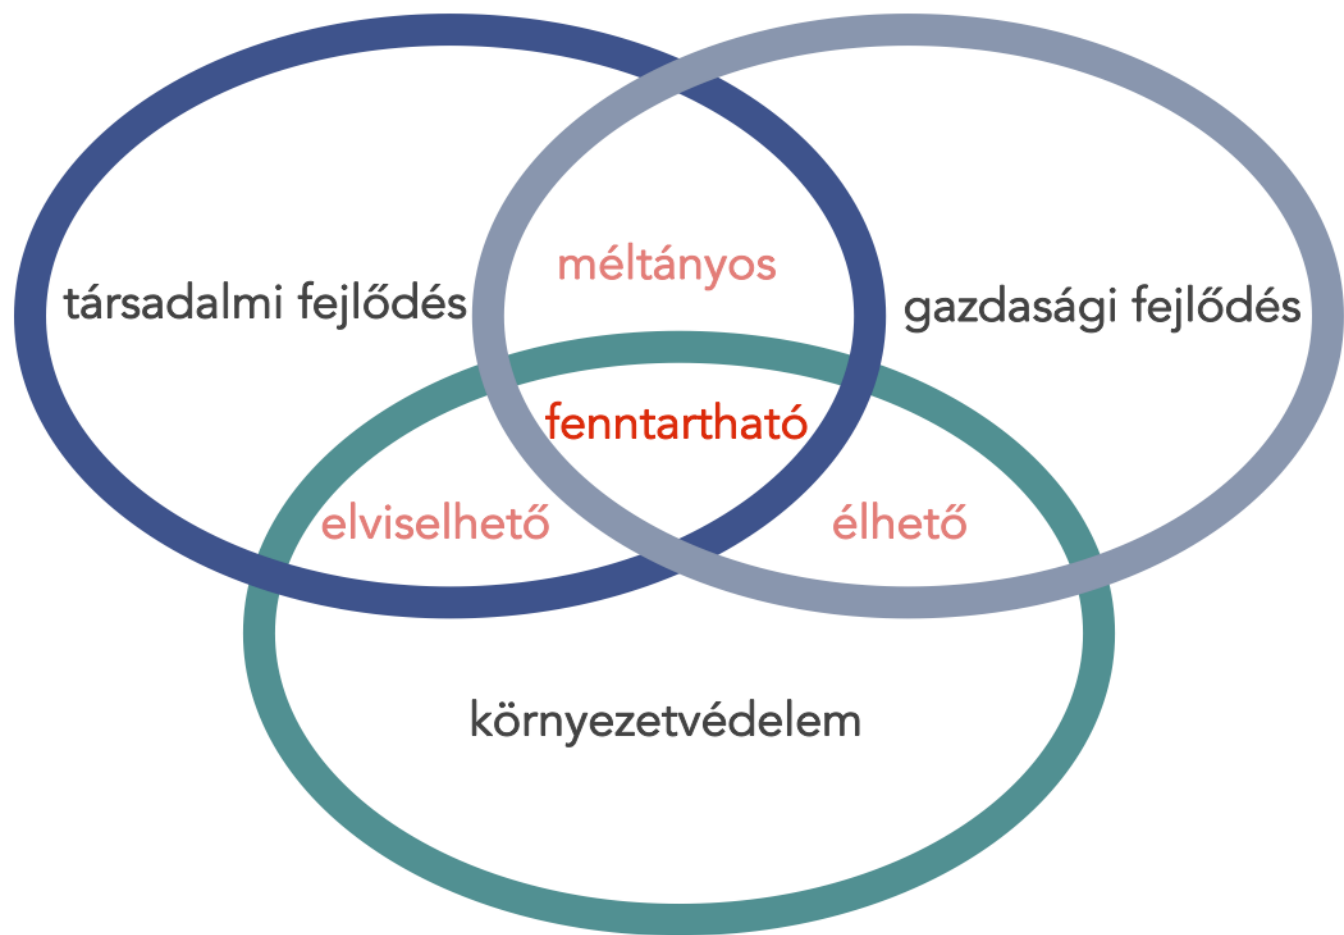 méltányos
társadalmi fejlődés
gazdasági fejlődés
fenntartható
elviselhető
élhető
környezetvédelem